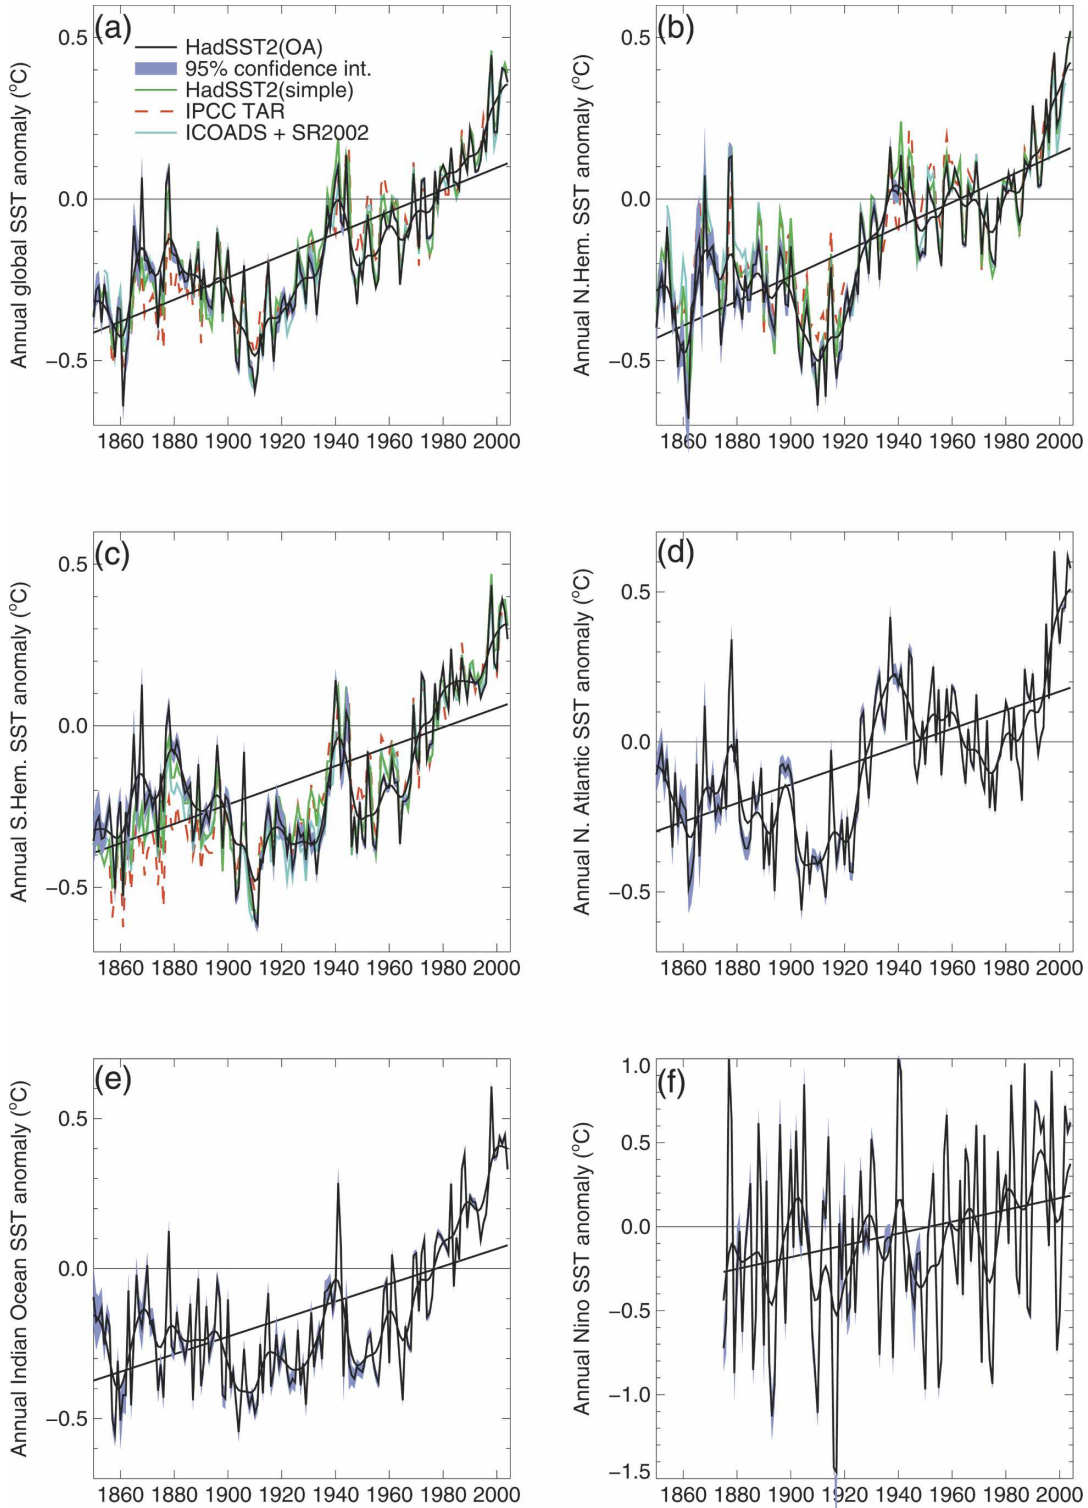 (a)
HadSST2(OA)
95% confidence int.
HadSST2(simple)
IPCC TAR
ICOADS + SR2002
Annual global SST anomaly (°C)
0.5
0.0
−0.5
1860 1880 1900 1920 1940 1960 1980 2000
(b)
Annual N.Hem. SST anomaly (°C)
0.5
0.0
−0.5
1860 1880 1900 1920 1940 1960 1980 2000
(c)
Annual S.Hem. SST anomaly (°C)
0.5
0.0
−0.5
1860 1880 1900 1920 1940 1960 1980 2000
(d)
Annual N. Atlantic SST anomaly (°C)
0.5
0.0
−0.5
1860 1880 1900 1920 1940 1960 1980 2000
(e)
Annual Indian Ocean SST anomaly (°C)
0.5
0.0
−0.5
1860 1880 1900 1920 1940 1960 1980 2000
(f)
Annual Nino SST anomaly (°C)
1.0
0.5
0.0
−0.5
−1.0
−1.5
1860 1880 1900 1920 1940 1960 1980 2000